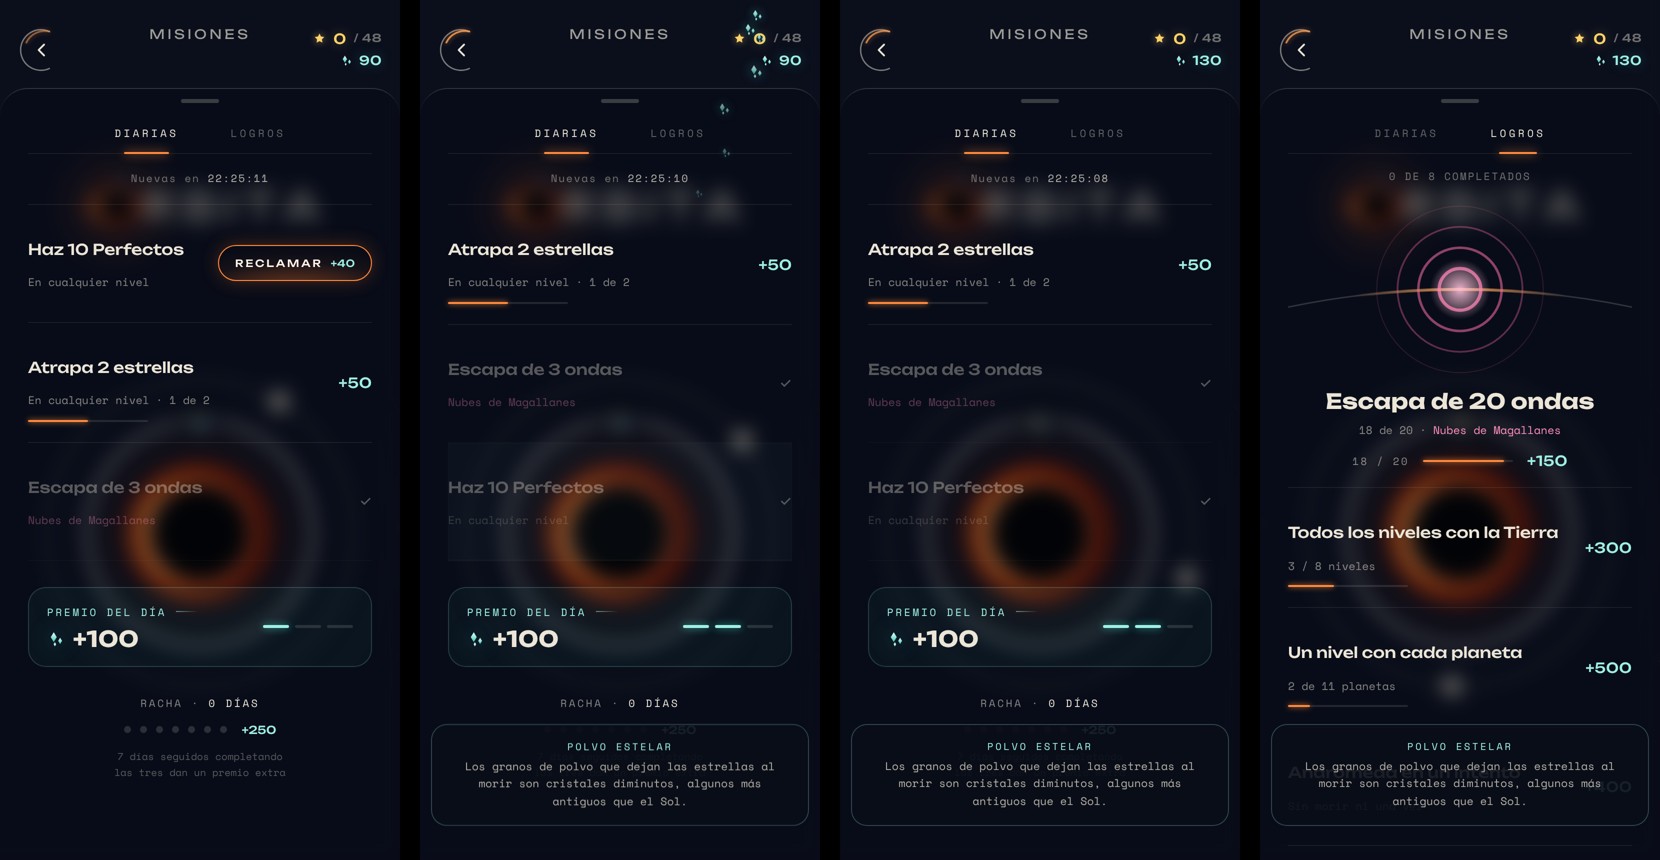 MISIONES
0 / 48
90
DIARIAS LOGROS
Nuevas en 22:25:11
Haz 10 Perfectos
RECLAMAR +40
En cualquier nivel
Atrapa 2 estrellas
+50
En cualquier nivel · 1 de 2
Escapa de 3 ondas
Nubes de Magallanes
PREMIO DEL DÍA
+100
RACHA · 0 DÍAS
+250
7 días seguidos completando
las tres dan un premio extra
MISIONES
0 / 48
90
DIARIAS LOGROS
Nuevas en 22:25:10
Atrapa 2 estrellas
+50
En cualquier nivel · 1 de 2
Escapa de 3 ondas
Nubes de Magallanes
Haz 10 Perfectos
En cualquier nivel
PREMIO DEL DÍA
+100
RACHA · 0 DÍAS
+250
POLVO ESTELAR
Los granos de polvo que dejan las estrellas al
morir son cristales diminutos, algunos más
antiguos que el Sol.
MISIONES
0 / 48
130
DIARIAS LOGROS
Nuevas en 22:25:08
Atrapa 2 estrellas
+50
En cualquier nivel · 1 de 2
Escapa de 3 ondas
Nubes de Magallanes
Haz 10 Perfectos
En cualquier nivel
PREMIO DEL DÍA
+100
RACHA · 0 DÍAS
+250
POLVO ESTELAR
Los granos de polvo que dejan las estrellas al
morir son cristales diminutos, algunos más
antiguos que el Sol.
MISIONES
0 / 48
130
DIARIAS LOGROS
0 DE 8 COMPLETADOS
Escapa de 20 ondas
18 de 20 · Nubes de Magallanes
18 / 20 +150
Todos los niveles con la Tierra
+300
3 / 8 niveles
Un nivel con cada planeta
+500
2 de 11 planetas
POLVO ESTELAR
Los granos de polvo que dejan las estrellas al
Andrómeda en un intento
morir son cristales diminutos, algunos más
antiguos que el Sol.